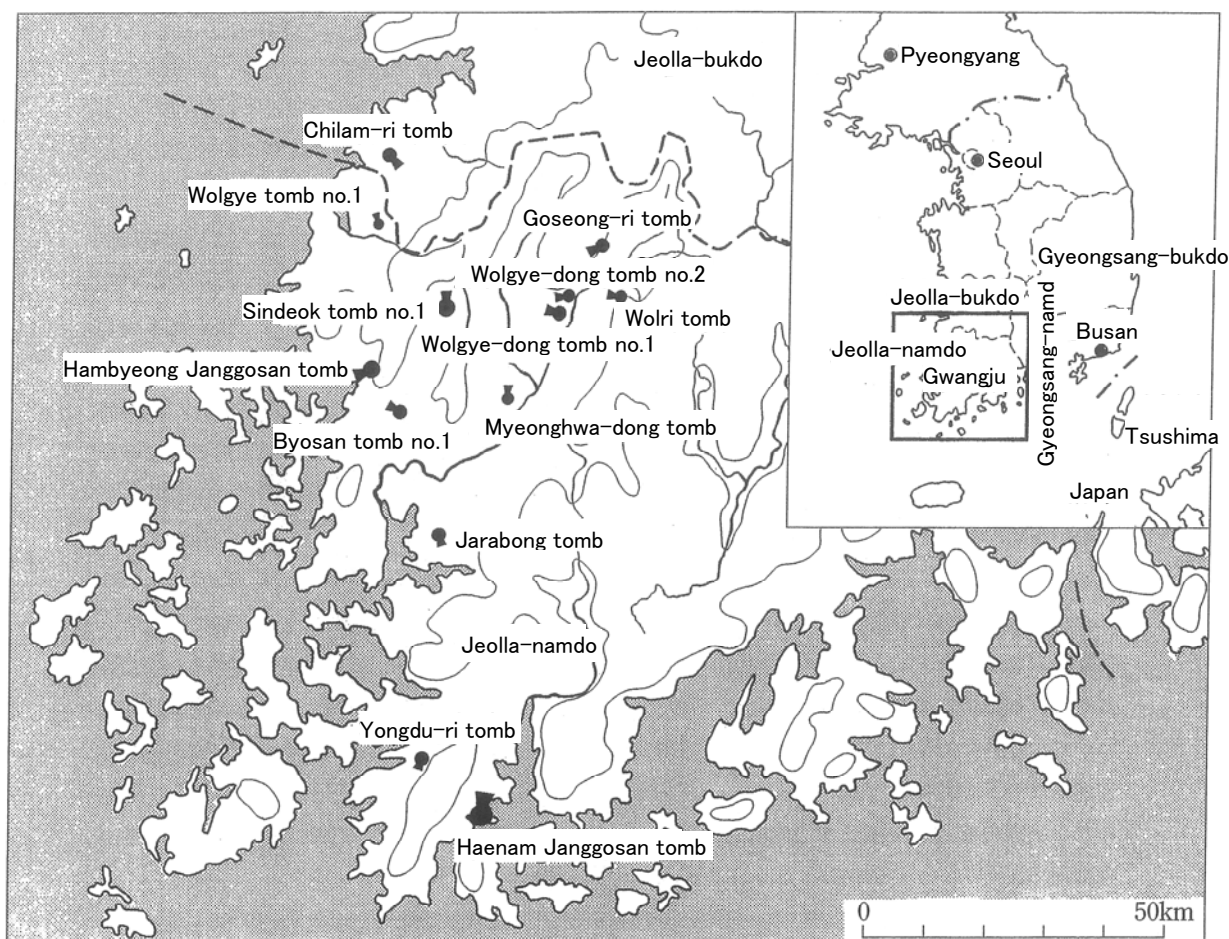 Jeolla-bukdo
Chilam-ri tomb
Wolgye tomb no.1
Goseong-ri tomb
Wolgye-dong tomb no.2
Sindeok tomb no.1
Wolri tomb
Wolgye-dong tomb no.1
Hambyeong Janggosan tomb
Byosan tomb no.1
Myeonghwa-dong tomb
Jarabong tomb
Jeolla-namdo
Yongdu-ri tomb
Haenam Janggosan tomb
Pyeongyang
Seoul
Gyeongsang-bukdo
Jeolla-bukdo
Gyeongsang-namd
Busan
Jeolla-namdo
Gwangju
Tsushima
Japan
0 50km